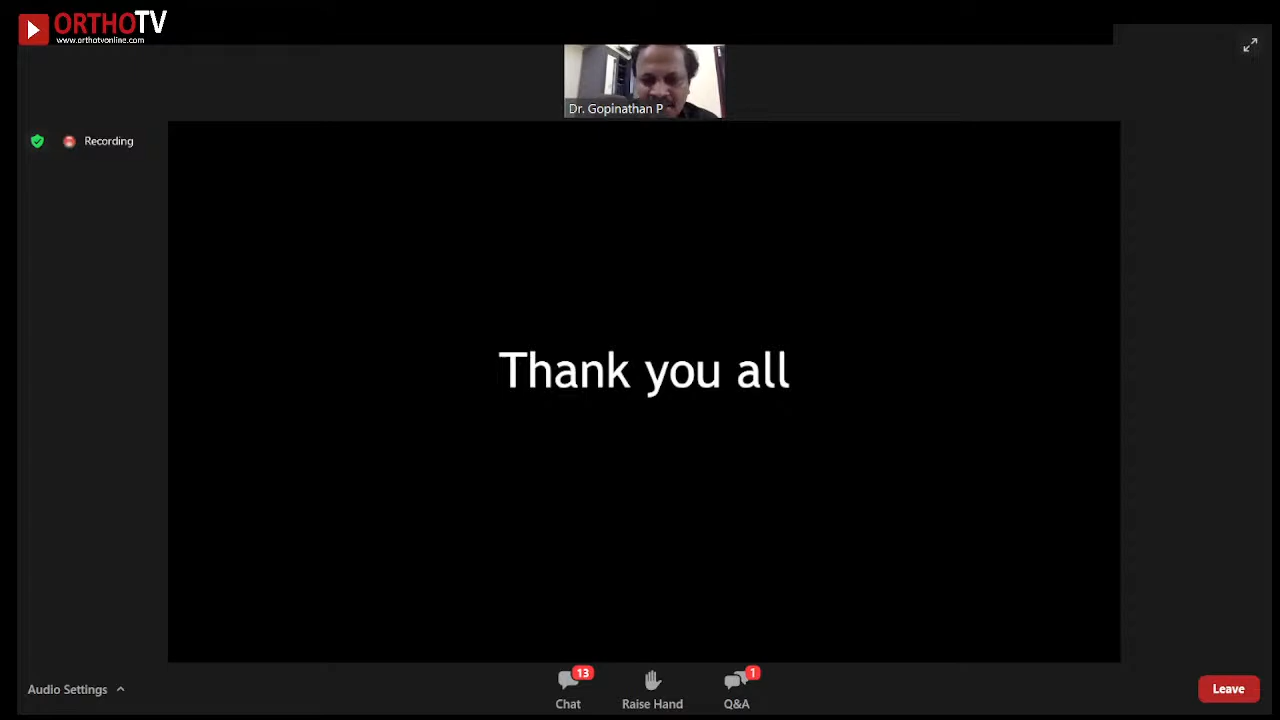 ORTHOTV
www.orthotvonline.com
Dr. Gopinathan P
Recording
Thank you all
13
1
Audio Settings
Chat
Raise Hand
Q&A
Leave